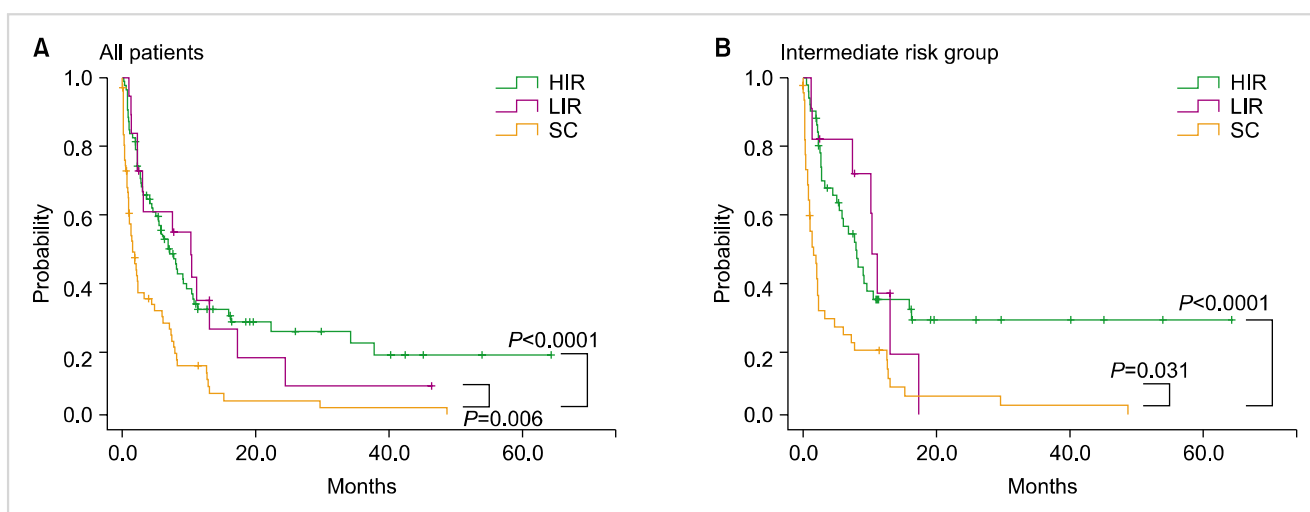 A All patients
1.0
0.8
0.6
0.4
0.2
0.0
Probability
HIR
LIR
SC
P<0.0001
P=0.006
0.0 20.0 40.0 60.0
Months
B Intermediate risk group
1.0
0.8
0.6
0.4
0.2
0.0
Probability
HIR
LIR
SC
P<0.0001
P=0.031
0.0 20.0 40.0 60.0
Months